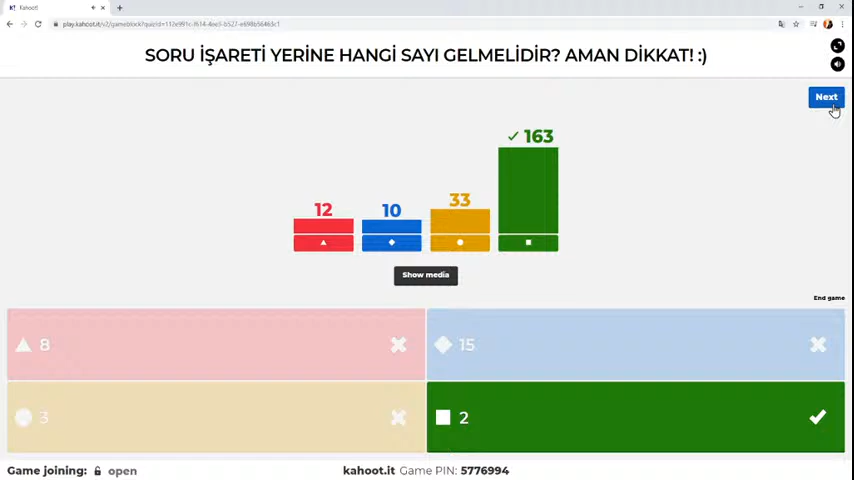 Kahoot!
SORU İŞARETİ YERİNE HANGİ SAYI GELMELİDİR? AMAN DİKKAT! :)
Next
163
12
10
33
Show media
End game
8
15
3
2
Game joining: open
kahoot.it Game PIN: 5776994